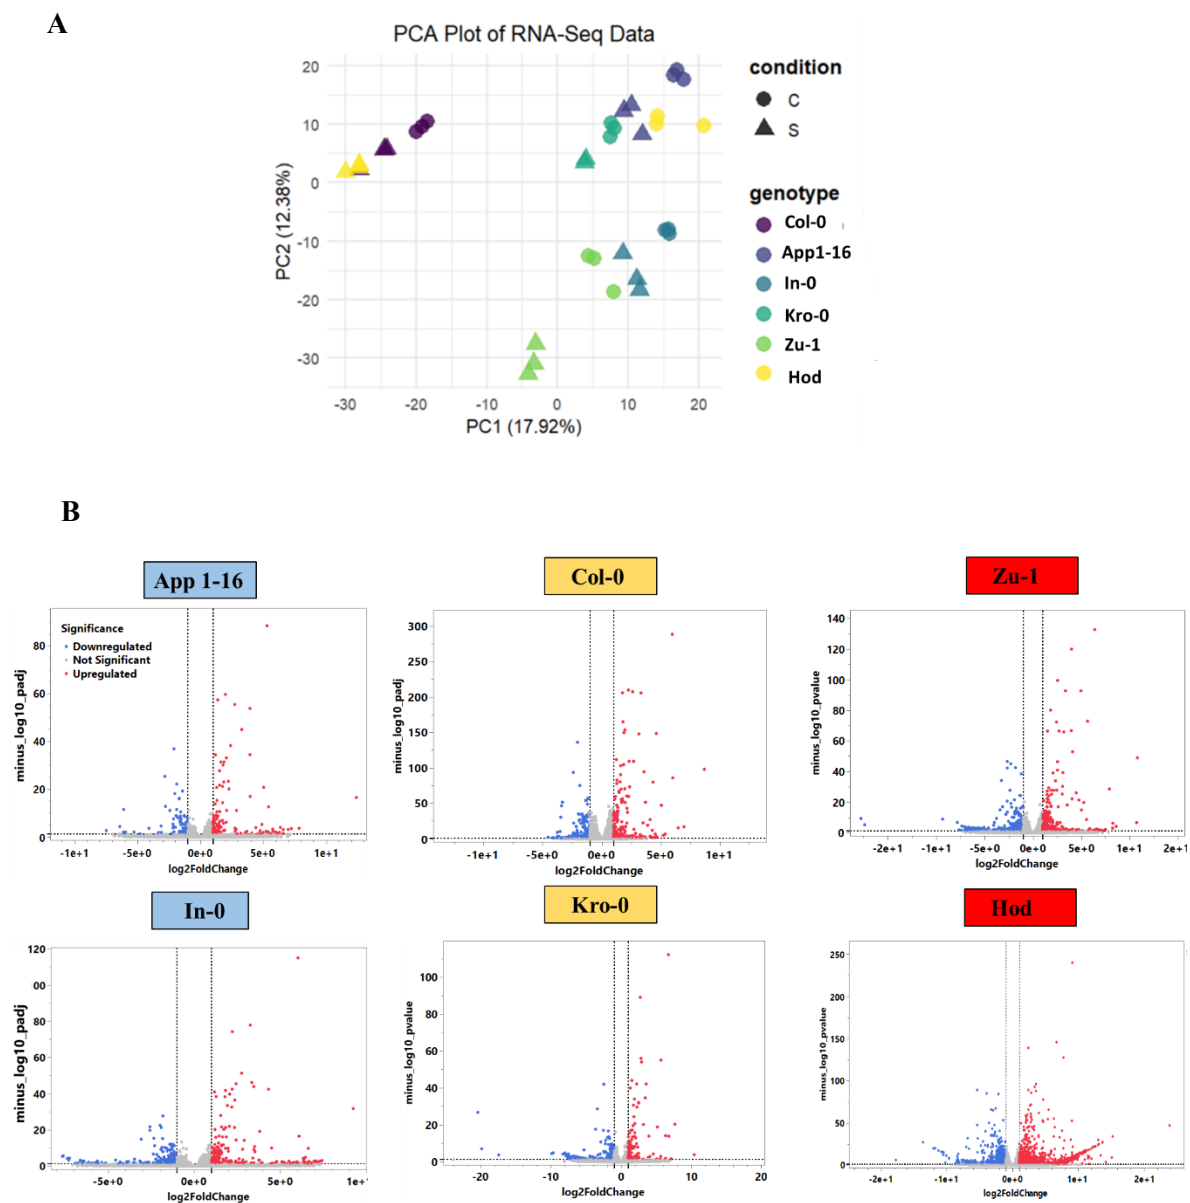 A
PCA Plot of RNA-Seq Data
20
10
0
-10
-20
-30
PC2 (12.38%)
-30 -20 -10 0 10 20
PC1 (17.92%)
condition
C
S
genotype
Col-0
App1-16
In-0
Kro-0
Zu-1
Hod
B
App 1-16
Significance
Downregulated
Not Significant
Upregulated
80
60
40
20
0
minus_log10_padj
-1e+1 -5e+0 0e+0 5e+0 1e+1
log2FoldChange
Col-0
300
250
200
150
100
50
0
minus_log10_padj
-1e+1 -5e+0 0e+0 5e+0 1e+1
log2FoldChange
Zu-1
140
120
100
80
60
40
20
0
minus_log10_pvalue
-2e+1 -1e+1 0e+0 5e+0 1e+1 2e+1
log2FoldChange
In-0
120
00
80
60
40
20
0
minus_log10_padj
-5e+0 0e+0 5e+0 1e+1
log2FoldChange
Kro-0
100
80
60
40
20
0
minus_log10_pvalue
-20 -10 0 10 20
log2FoldChange
Hod
250
200
150
100
50
0
minus_log10_pvalue
-2e+1 -1e+1 0e+0 1e+1 2e+1
log2FoldChange